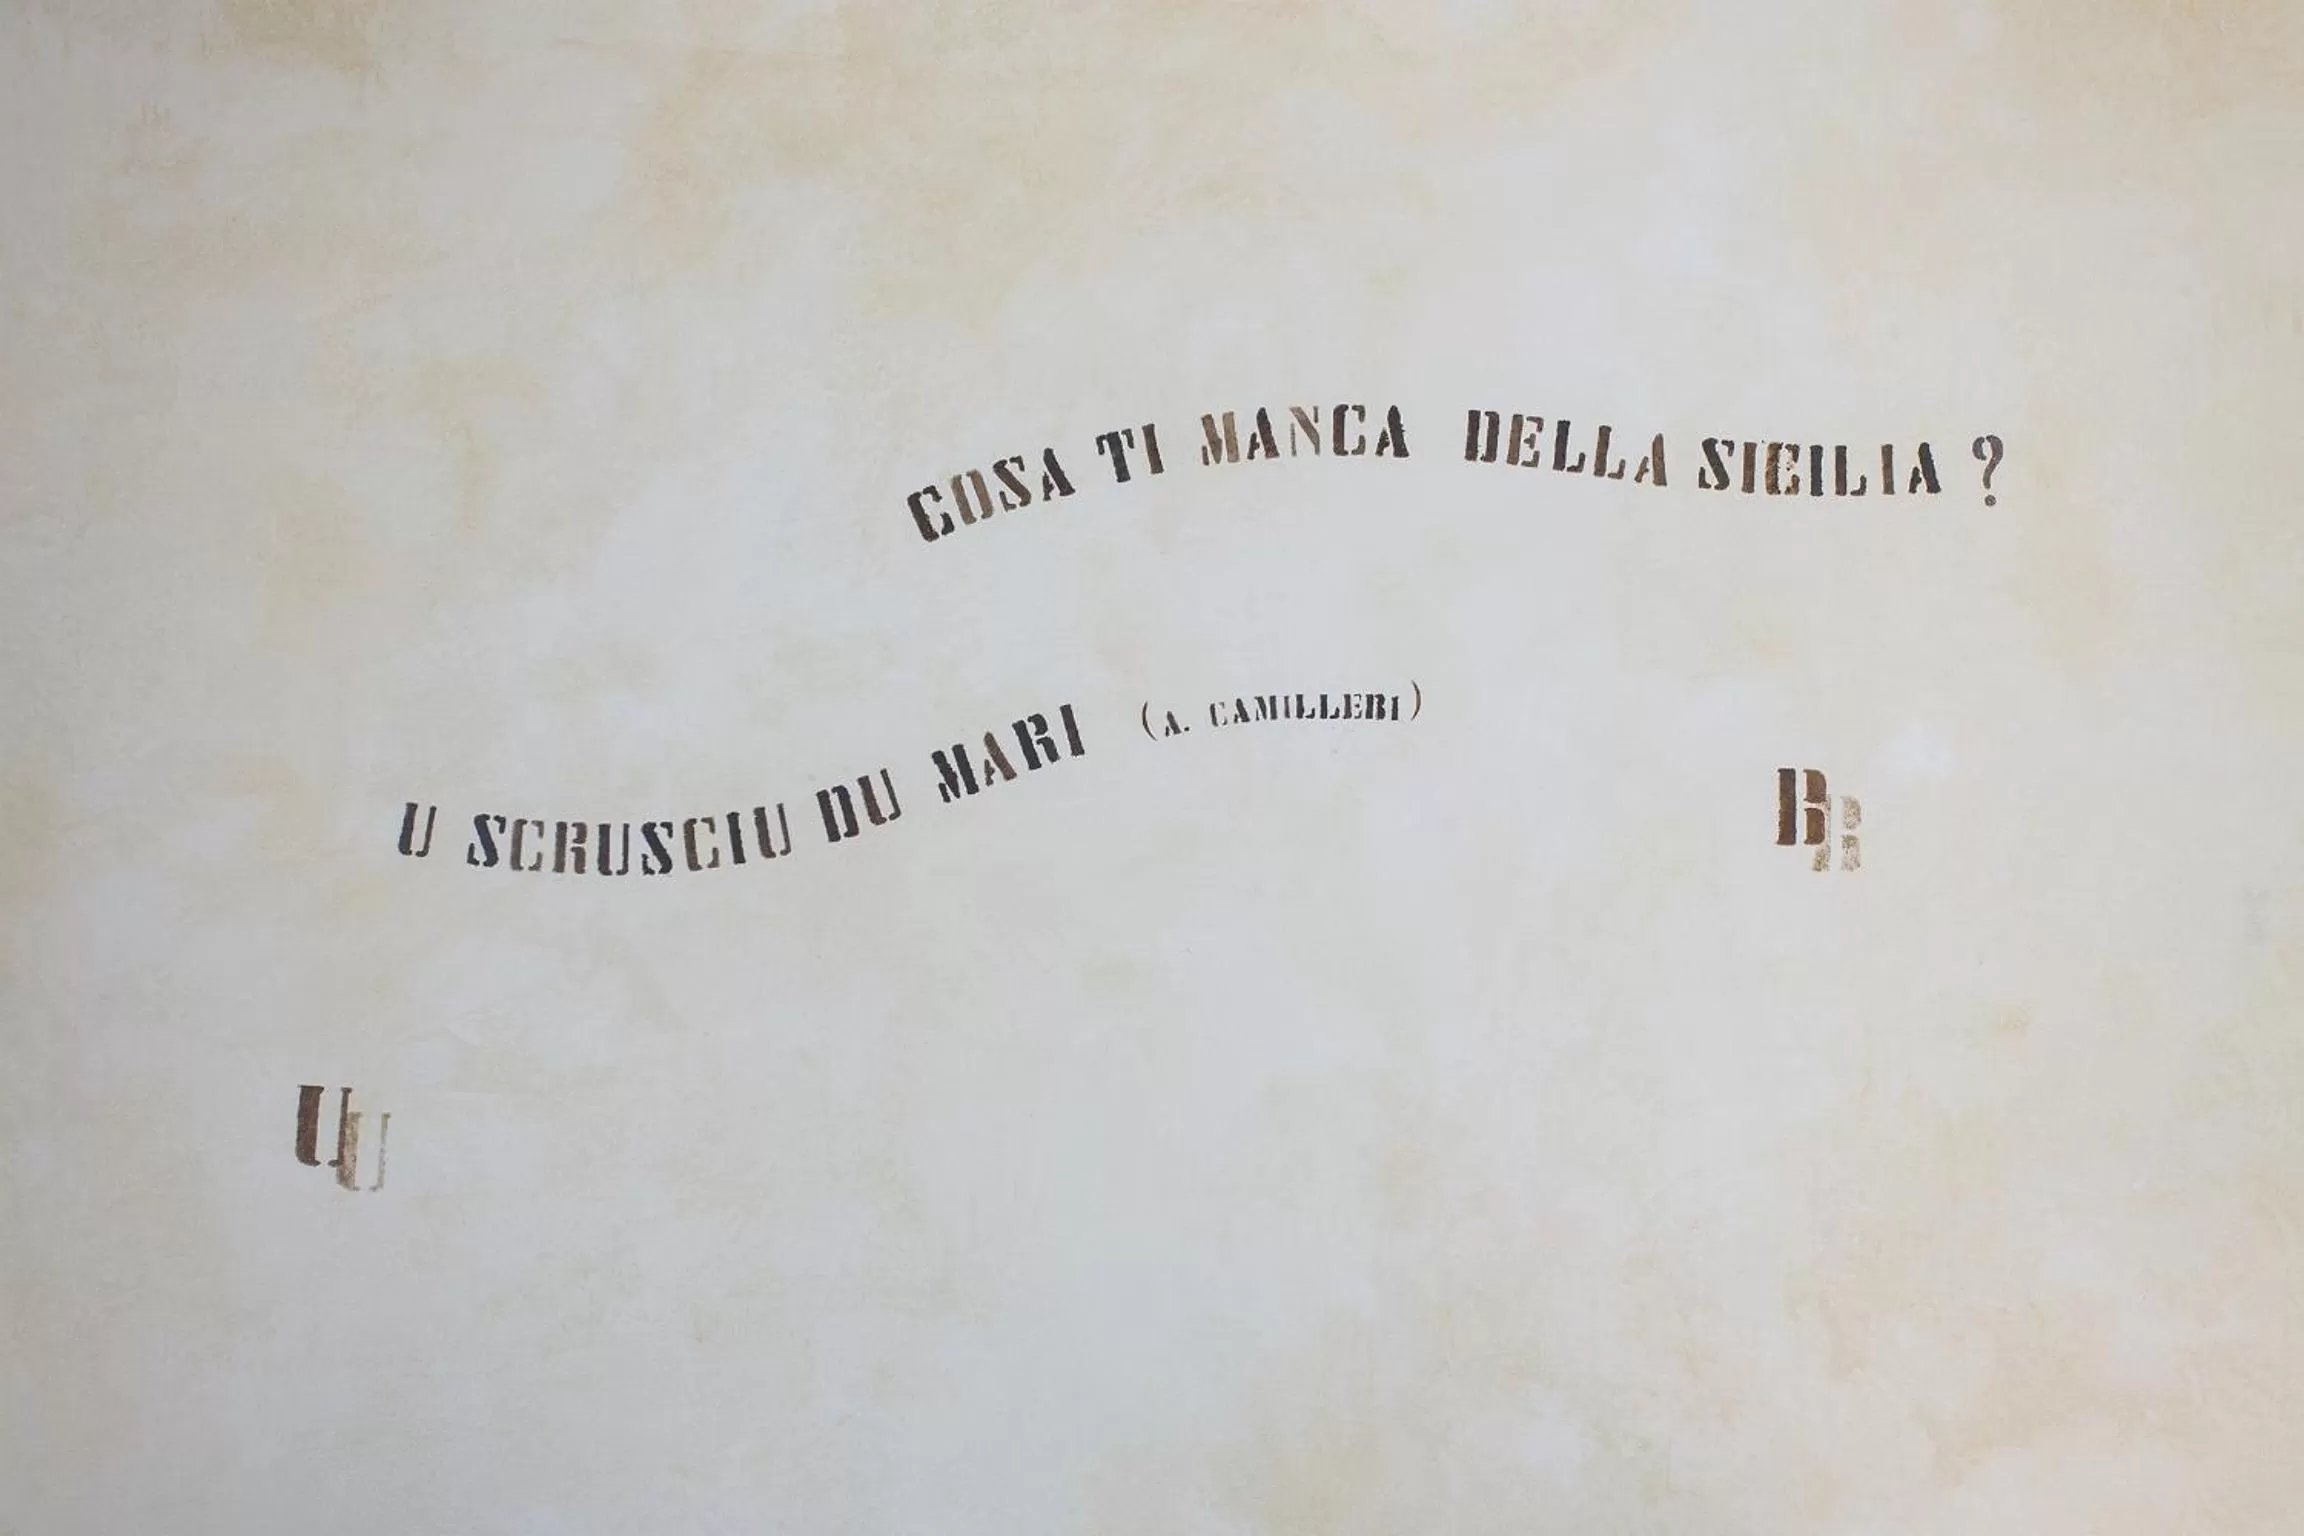 COSA TI MANCA DELLA SICILIA ?
U SCRUSCIU DU MARI (A. CAMILLERI)
B B
U U